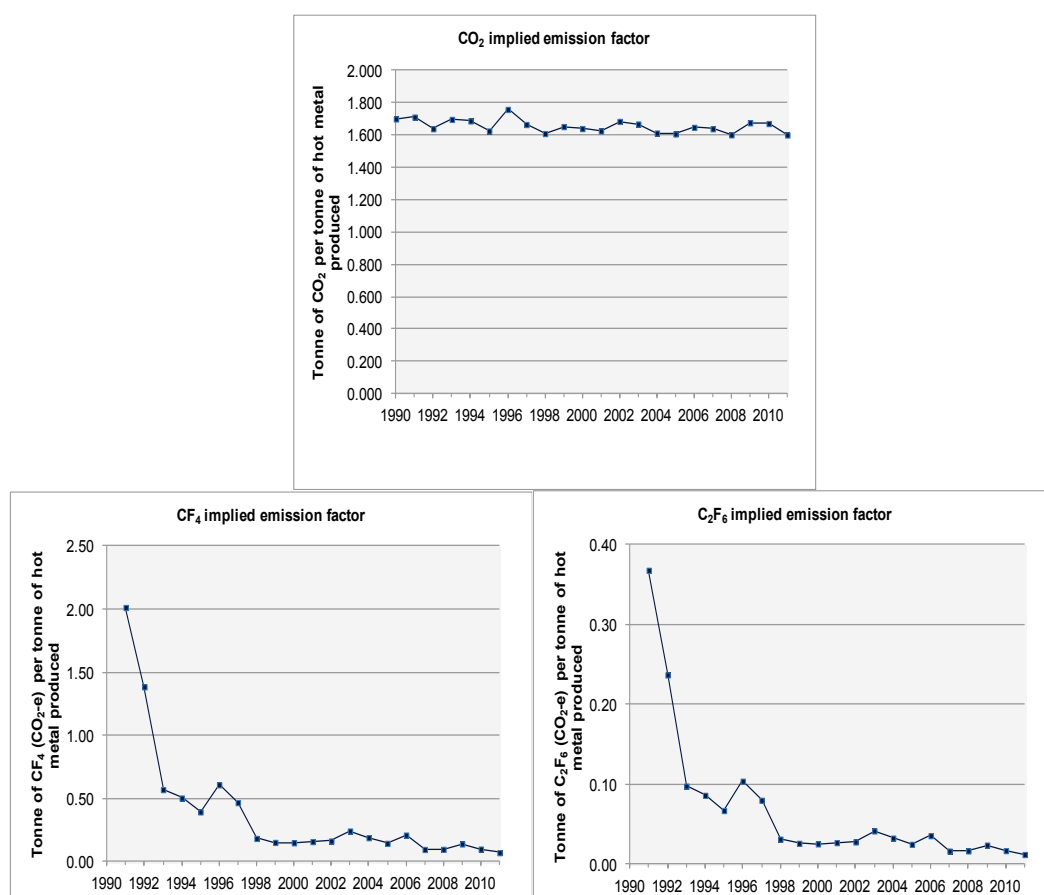 CO₂ implied emission factor
Tonne of CO₂ per tonne of hot metal
produced
2.000
1.800
1.600
1.400
1.200
1.000
0.800
0.600
0.400
0.200
0.000
1990 1992 1994 1996 1998 2000 2002 2004 2006 2008 2010
CF₄ implied emission factor
Tonne of CF₄ (CO₂-e) per tonne of hot
metal produced
2.50
2.00
1.50
1.00
0.50
0.00
1990 1992 1994 1996 1998 2000 2002 2004 2006 2008 2010
C₂F₆ implied emission factor
Tonne of C₂F₆ (CO₂-e) per tonne of hot
metal produced
0.40
0.30
0.20
0.10
0.00
1990 1992 1994 1996 1998 2000 2002 2004 2006 2008 2010